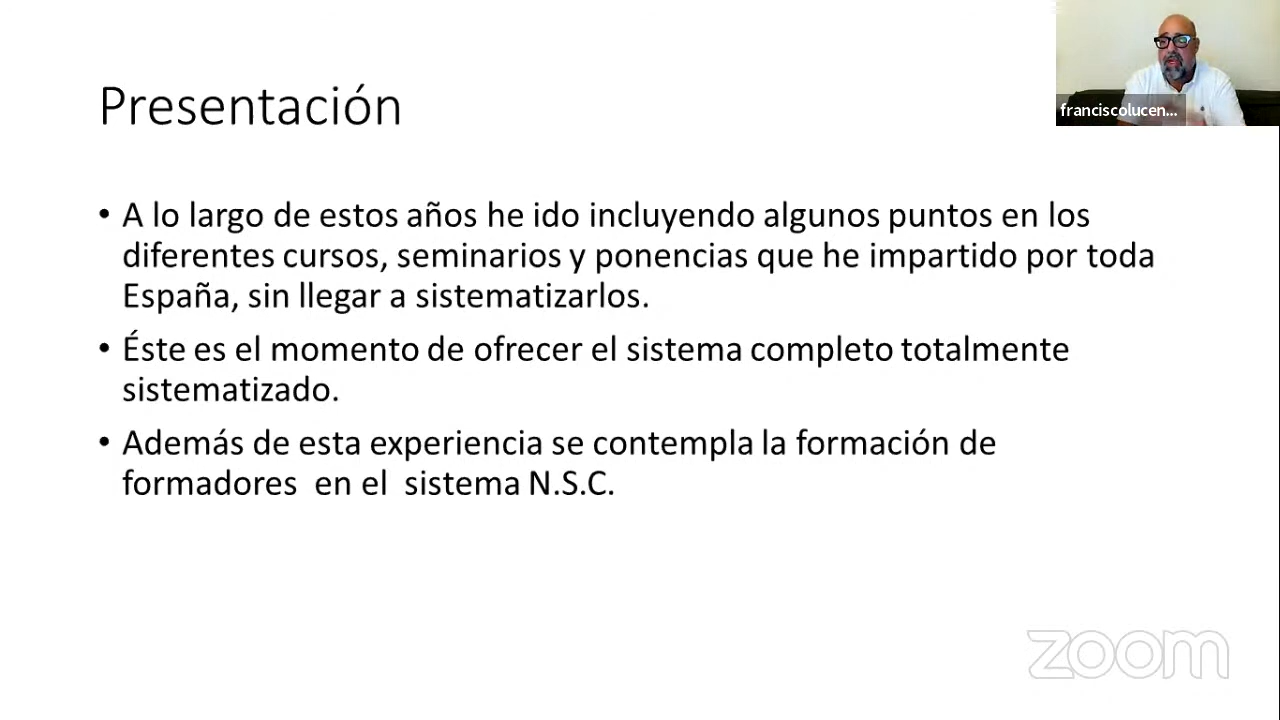 Presentación
franciscolucen...
• A lo largo de estos años he ido incluyendo algunos puntos en los
diferentes cursos, seminarios y ponencias que he impartido por toda
España, sin llegar a sistematizarlos.
• Éste es el momento de ofrecer el sistema completo totalmente
sistematizado.
• Además de esta experiencia se contempla la formación de
formadores  en el  sistema N.S.C.
zoom